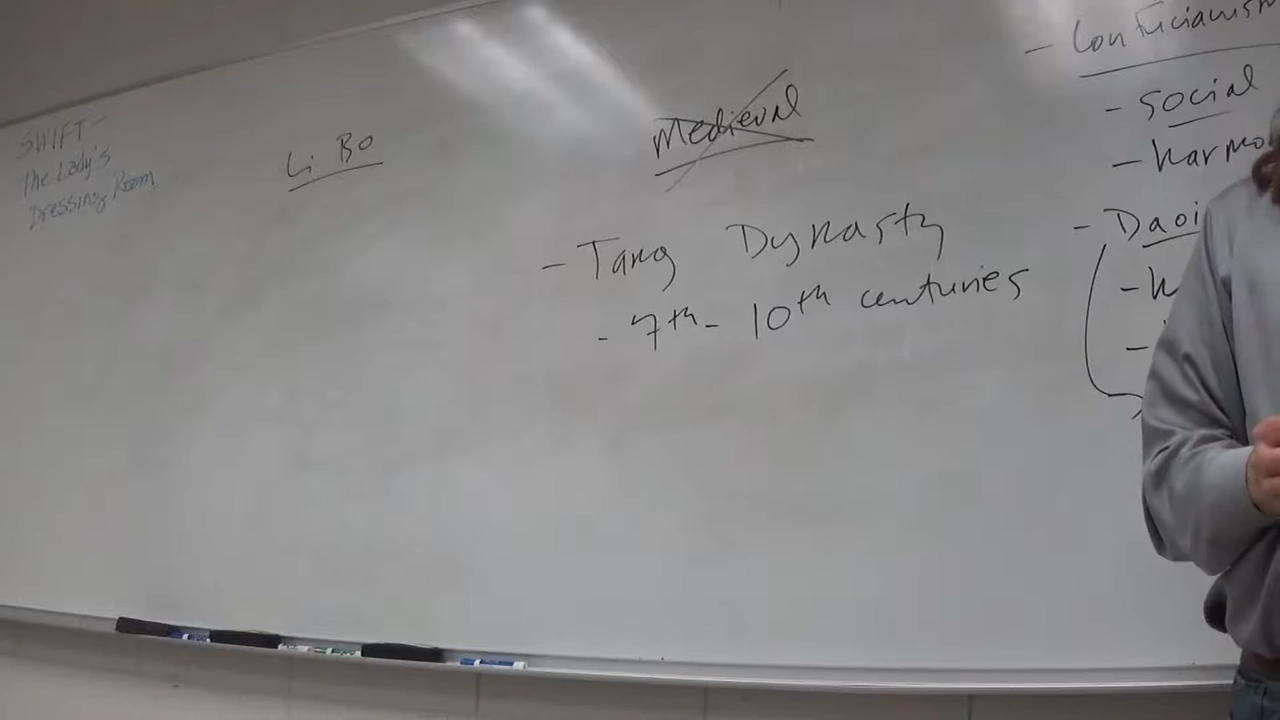 SWIFT-
The Lady's
Dressing Room
Li Bo
Medieval
- Tang Dynasty
- 7th - 10th centuries
- Confucianism
- social
- harmo
- Daoi